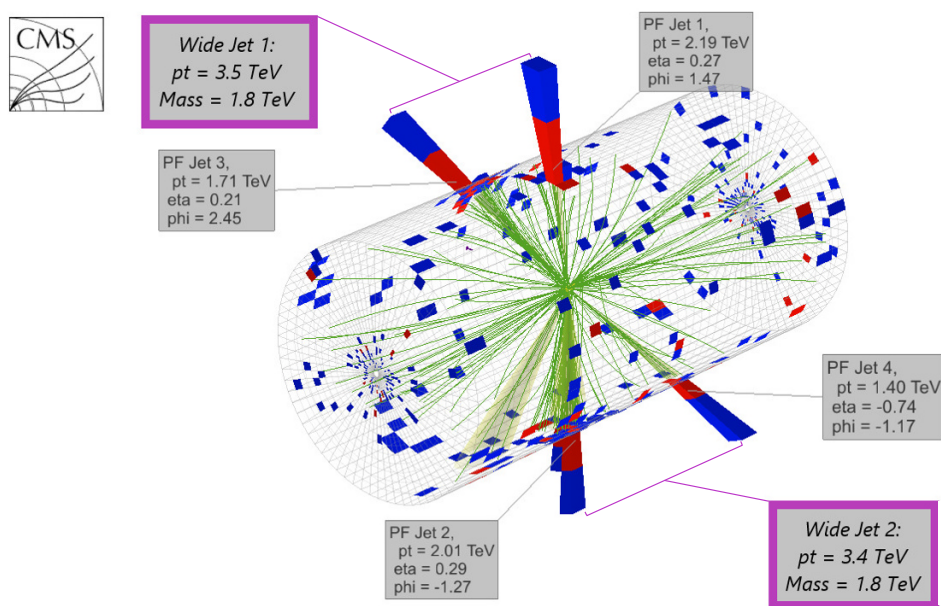 CMS
Wide Jet 1:
pt = 3.5 TeV
Mass = 1.8 TeV
PF Jet 1,
pt = 2.19 TeV
eta = 0.27
phi = 1.47
PF Jet 3,
pt = 1.71 TeV
eta = 0.21
phi = 2.45
PF Jet 4,
pt = 1.40 TeV
eta = -0.74
phi = -1.17
PF Jet 2,
pt = 2.01 TeV
eta = 0.29
phi = -1.27
Wide Jet 2:
pt = 3.4 TeV
Mass = 1.8 TeV